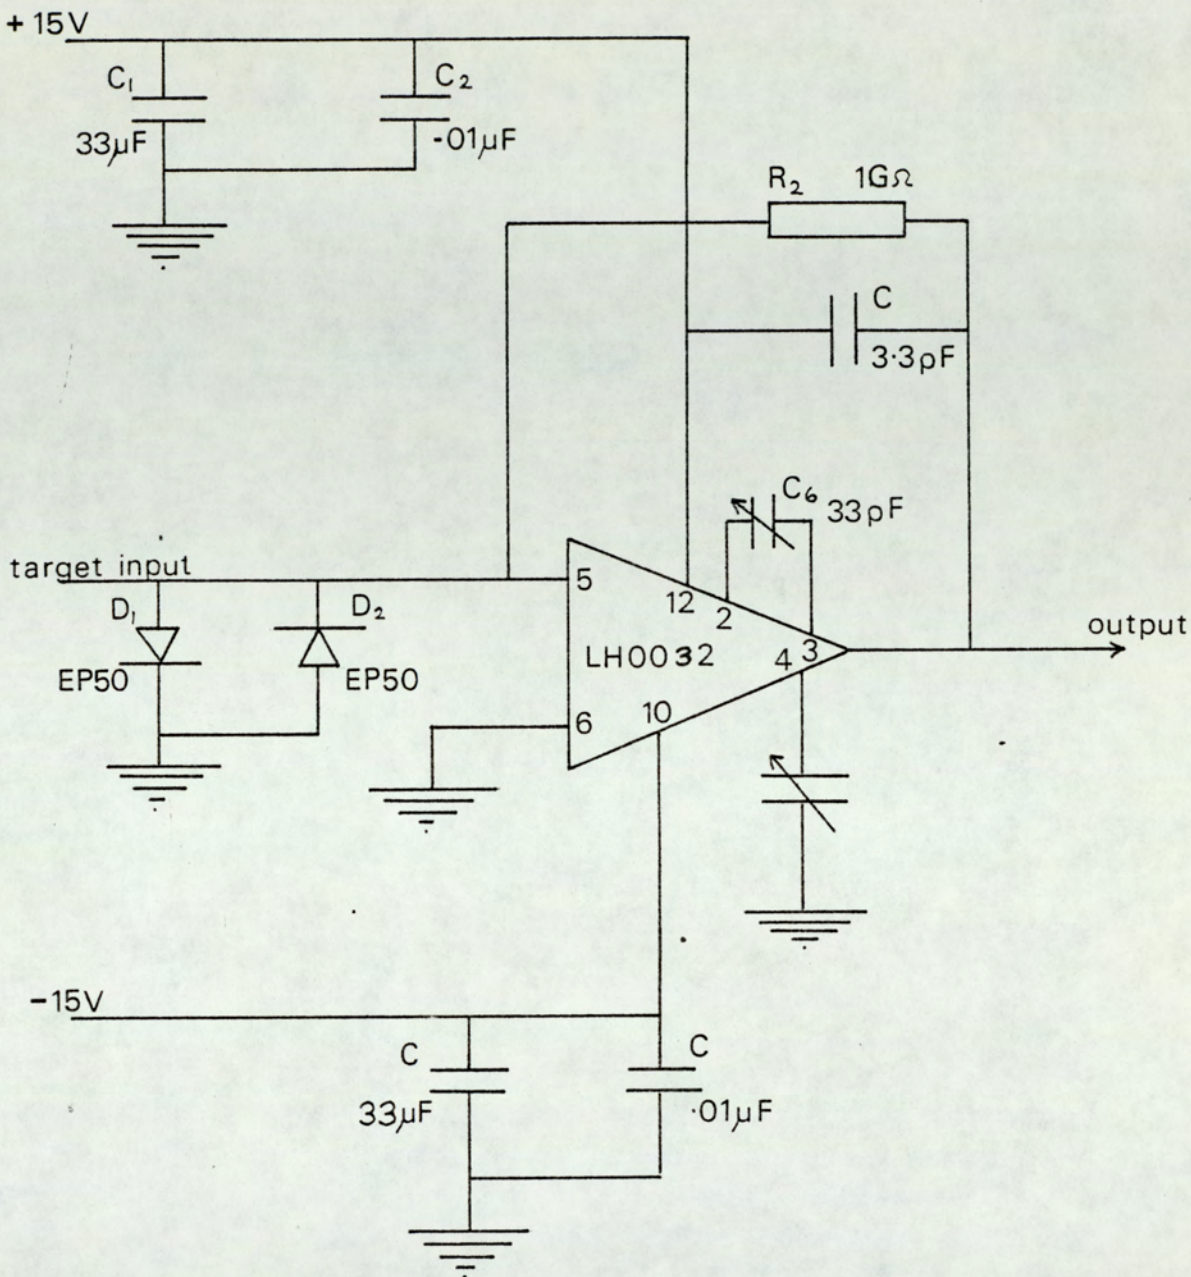 +15V
C₁
33µF
C₂
-01µF
R₂ 1GΩ
C
3·3pF
C₆
33pF
target input
D₁
EP50
D₂
EP50
5
12
2
3
4
LH0032
6
10
output
-15V
C
33µF
C
·01µF